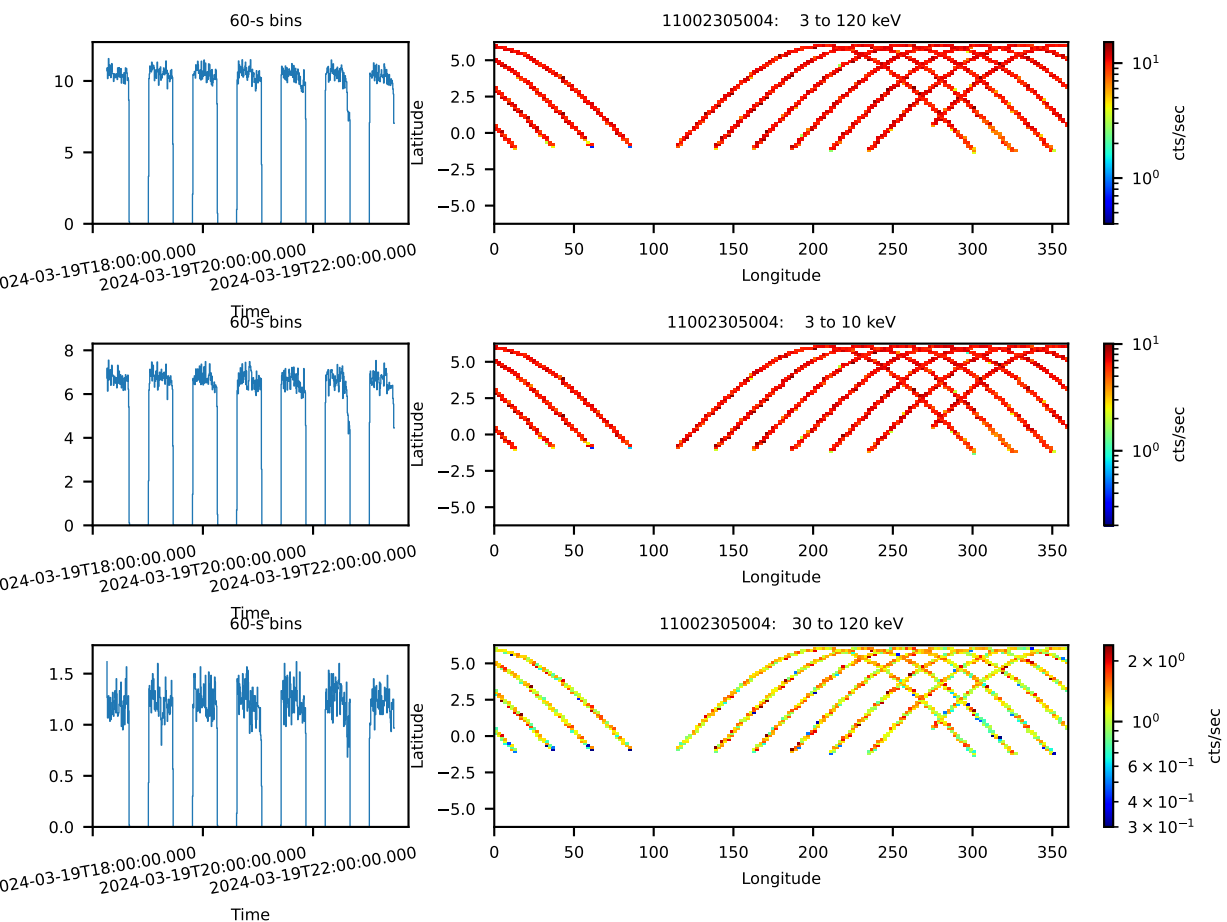 60-s bins
11002305004:    3 to 120 keV
10
5
0
024-03-19T18:00:00.000
2024-03-19T20:00:00.000
2024-03-19T22:00:00.000
Time
Latitude
5.0
2.5
0.0
−2.5
−5.0
0 50 100 150 200 250 300 350
Longitude
10¹
10⁰
cts/sec
60-s bins
11002305004:    3 to 10 keV
8
6
4
2
0
024-03-19T18:00:00.000
2024-03-19T20:00:00.000
2024-03-19T22:00:00.000
Time
Latitude
5.0
2.5
0.0
−2.5
−5.0
0 50 100 150 200 250 300 350
Longitude
10¹
10⁰
cts/sec
60-s bins
11002305004:   30 to 120 keV
1.5
1.0
0.5
0.0
024-03-19T18:00:00.000
2024-03-19T20:00:00.000
2024-03-19T22:00:00.000
Time
Latitude
5.0
2.5
0.0
−2.5
−5.0
0 50 100 150 200 250 300 350
Longitude
2 × 10⁰
10⁰
6 × 10⁻¹
4 × 10⁻¹
3 × 10⁻¹
cts/sec